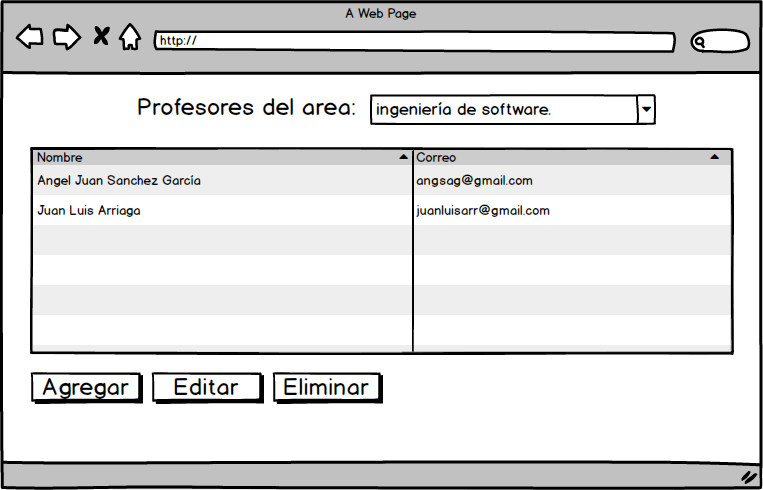 A Web Page
http://
Profesores del area: ingeniería de software.
Nombre Correo
Angel Juan Sanchez García angsag@gmail.com
Juan Luis Arriaga juanluisarr@gmail.com
Agregar Editar Eliminar